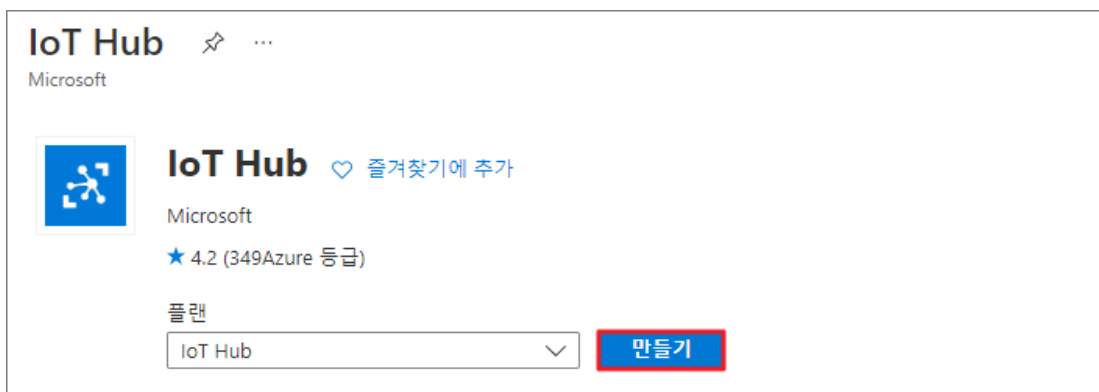 IoT Hub ...
Microsoft
IoT Hub 즐겨찾기에 추가
Microsoft
4.2 (349Azure 등급)
플랜
IoT Hub 만들기